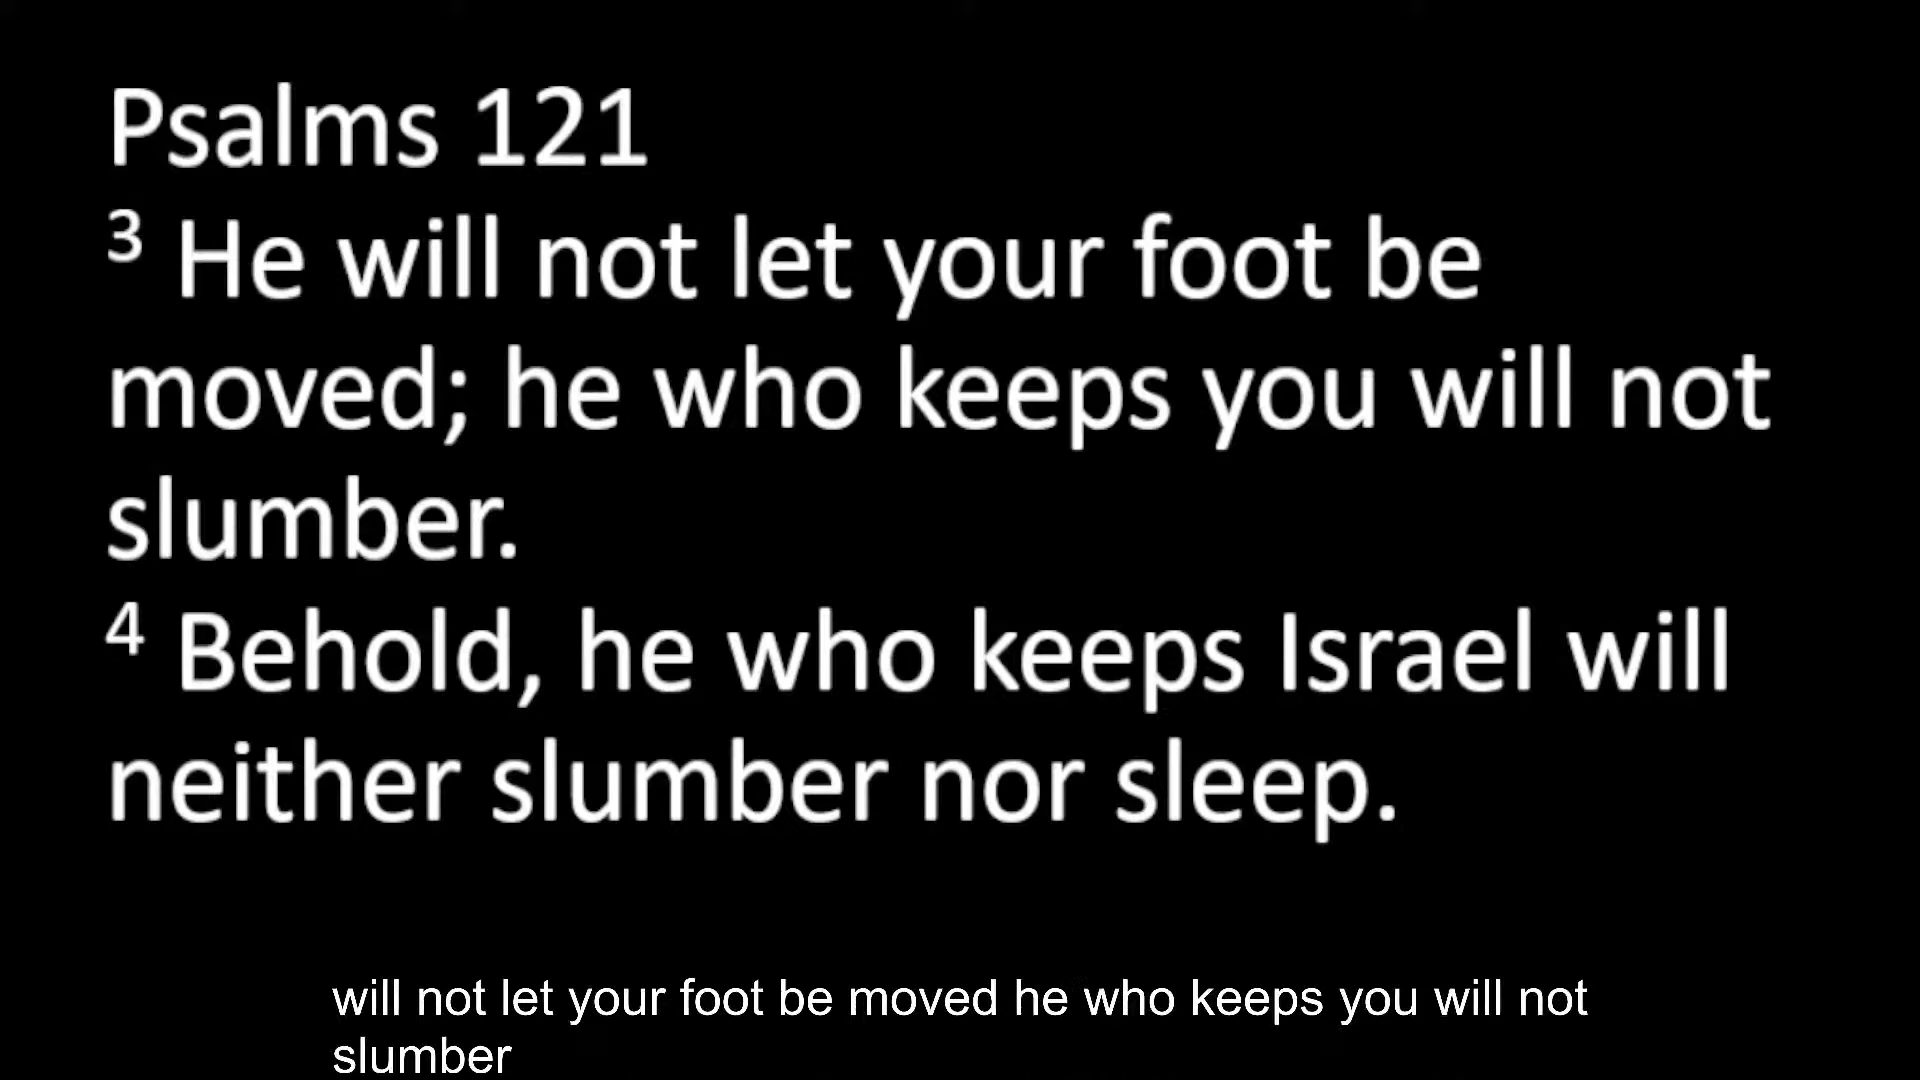 Psalms 121
³ He will not let your foot be
moved; he who keeps you will not
slumber.
⁴ Behold, he who keeps Israel will
neither slumber nor sleep.
will not let your foot be moved he who keeps you will not
slumber